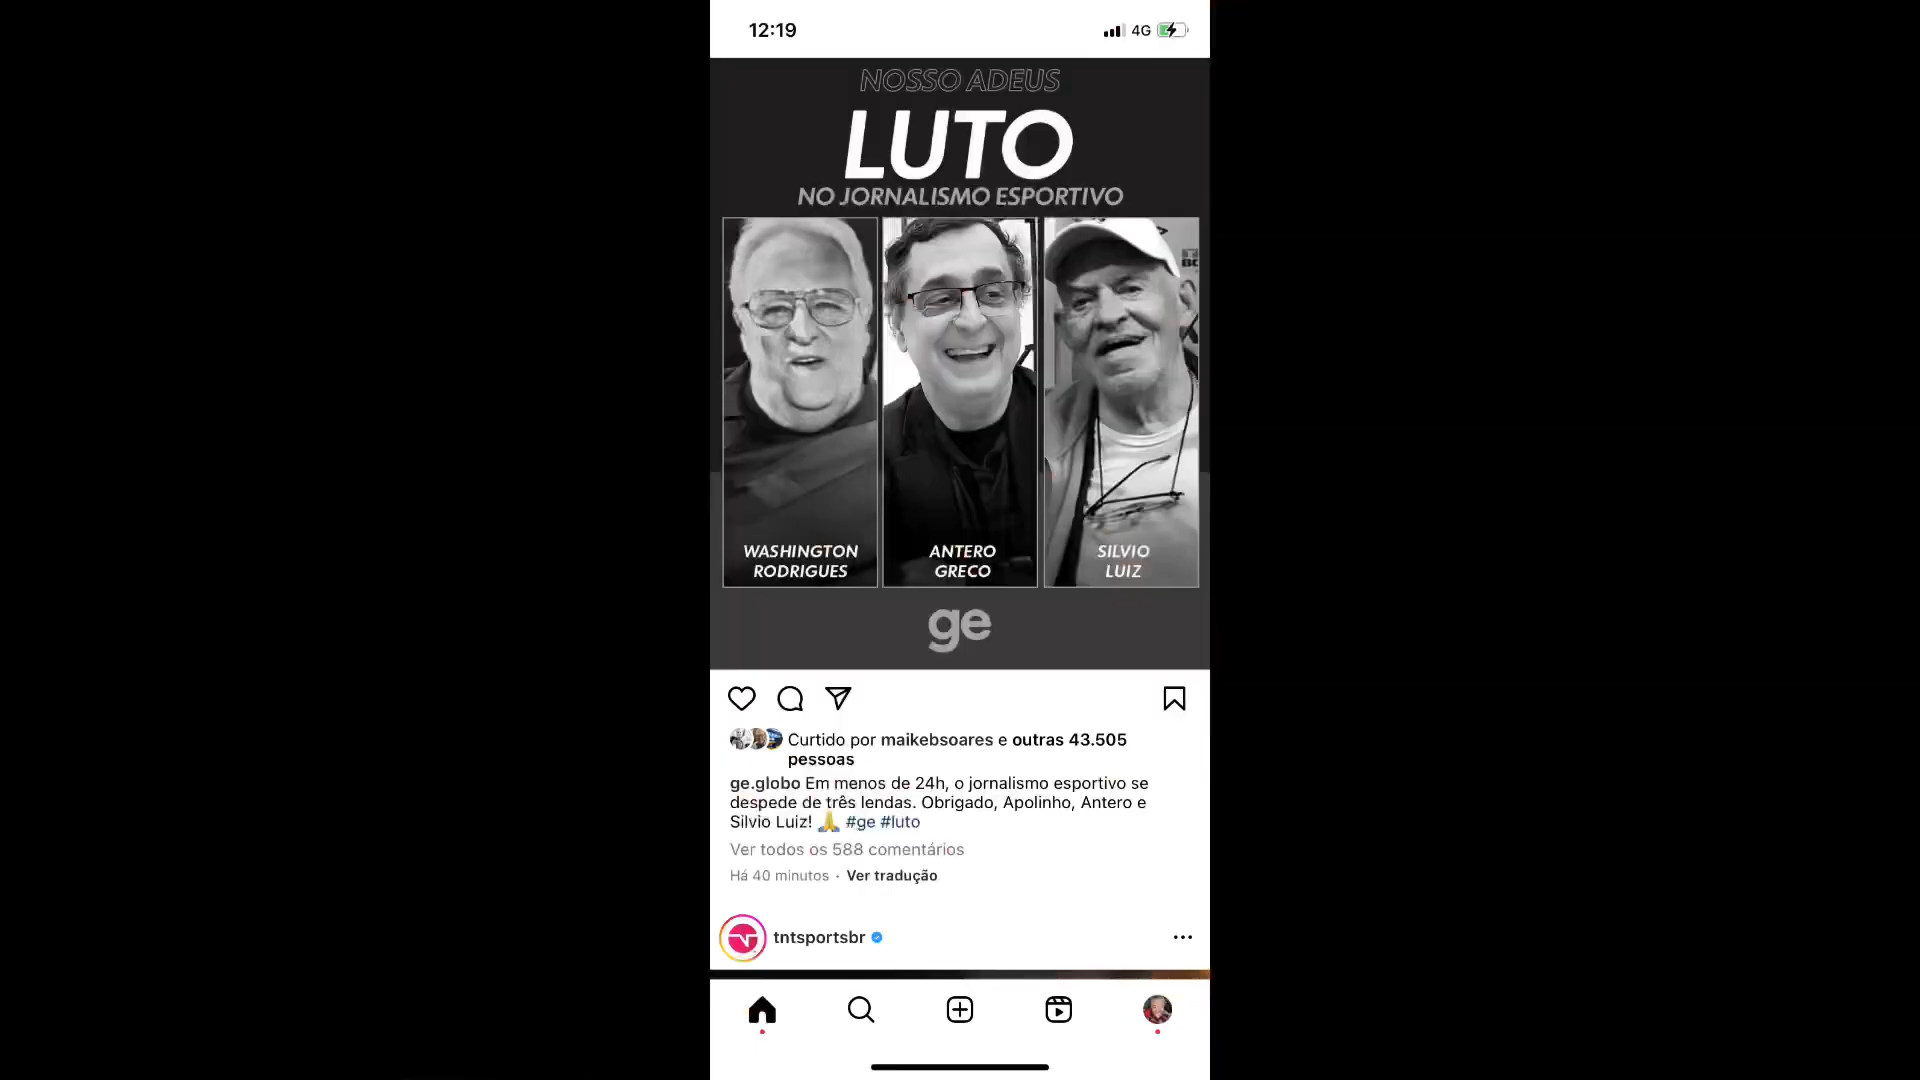 12:19
4G
NOSSO ADEUS
LUTO
NO JORNALISMO ESPORTIVO
WASHINGTON
RODRIGUES
ANTERO
GRECO
SILVIO
LUIZ
ge
Curtido por maikebsoares e outras 43.505
pessoas
ge.globo Em menos de 24h, o jornalismo esportivo se
despede de três lendas. Obrigado, Apolinho, Antero e
Silvio Luiz! 🙏 #ge #luto
Ver todos os 588 comentários
Há 40 minutos · Ver tradução
tntsportsbr